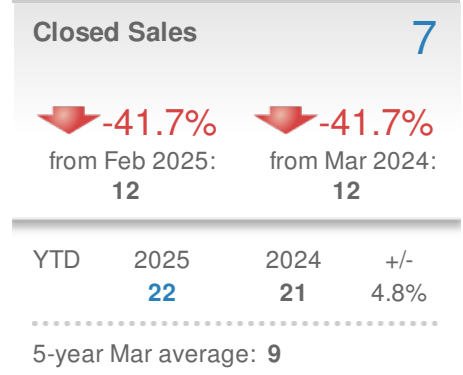 Closed Sales 7
-41.7% -41.7%
from Feb 2025: from Mar 2024:
12 12
YTD 2025 2024 +/-
22 21 4.8%
5-year Mar average: 9